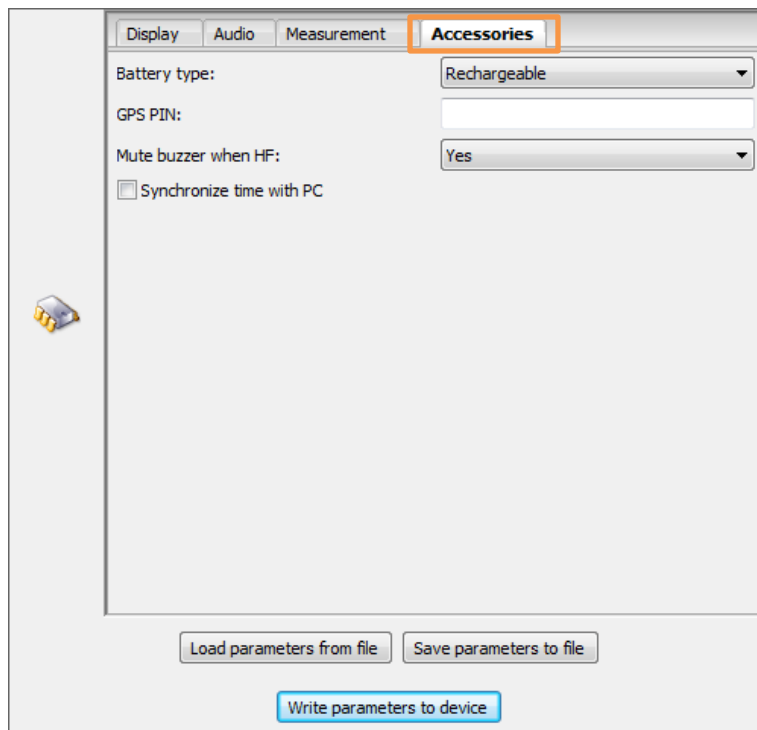 Display Audio Measurement Accessories
Battery type: Rechargeable
GPS PIN:
Mute buzzer when HF: Yes
Synchronize time with PC
Load parameters from file Save parameters to file
Write parameters to device